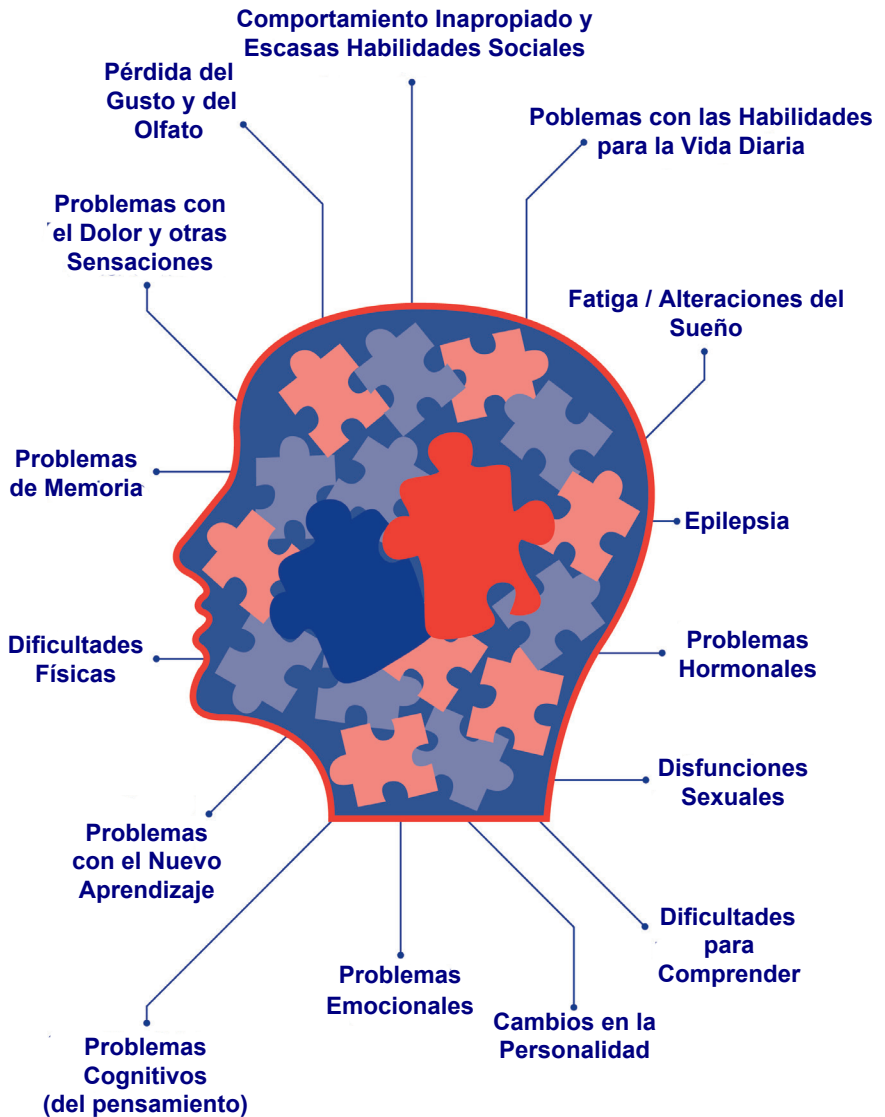 Comportamiento Inapropiado y
Escasas Habilidades Sociales
Pérdida del
Gusto y del
Olfato
Poblemas con las Habilidades
para la Vida Diaria
Problemas con
el Dolor y otras
Sensaciones
Fatiga / Alteraciones del
Sueño
Problemas
de Memoria
Epilepsia
Dificultades
Físicas
Problemas
Hormonales
Disfunciones
Sexuales
Problemas
con el Nuevo
Aprendizaje
Dificultades
para
Comprender
Problemas
Emocionales
Cambios en la
Personalidad
Problemas
Cognitivos
(del pensamiento)